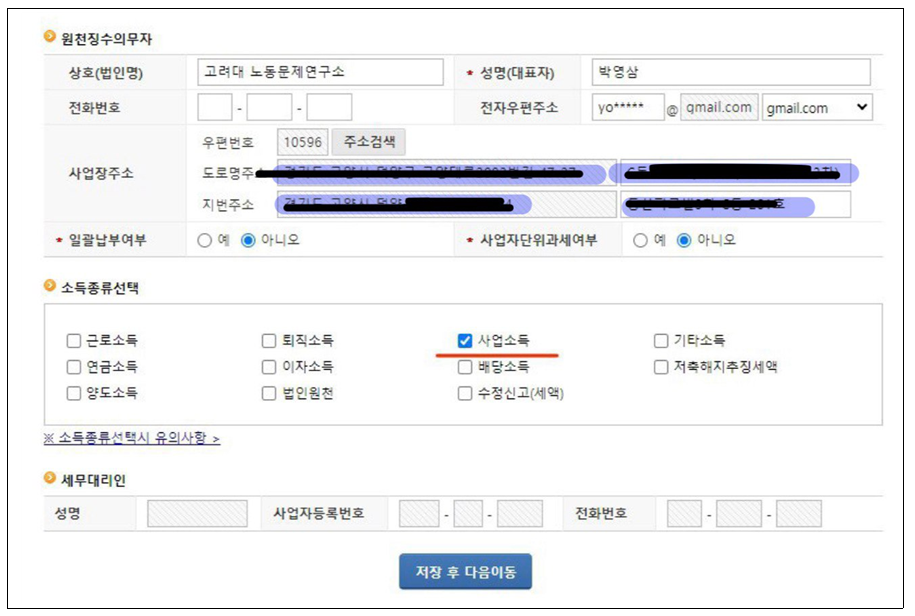 원천징수의무자
상호(법인명) 고려대 노동문제연구소 * 성명(대표자) 박영삼
전화번호 - - 전자우편주소 yo***** @ gmail.com gmail.com
사업장주소
우편번호 10596 주소검색
도로명주소
지번주소
* 일괄납부여부 예 아니오 * 사업자단위과세여부 예 아니오
소득종류선택
근로소득 퇴직소득 사업소득 기타소득
연금소득 이자소득 배당소득 저축해지추징세액
양도소득 법인원천 수정신고(세액)
※ 소득종류선택시 유의사항 >
세무대리인
성명 사업자등록번호 - - 전화번호 - -
저장 후 다음이동